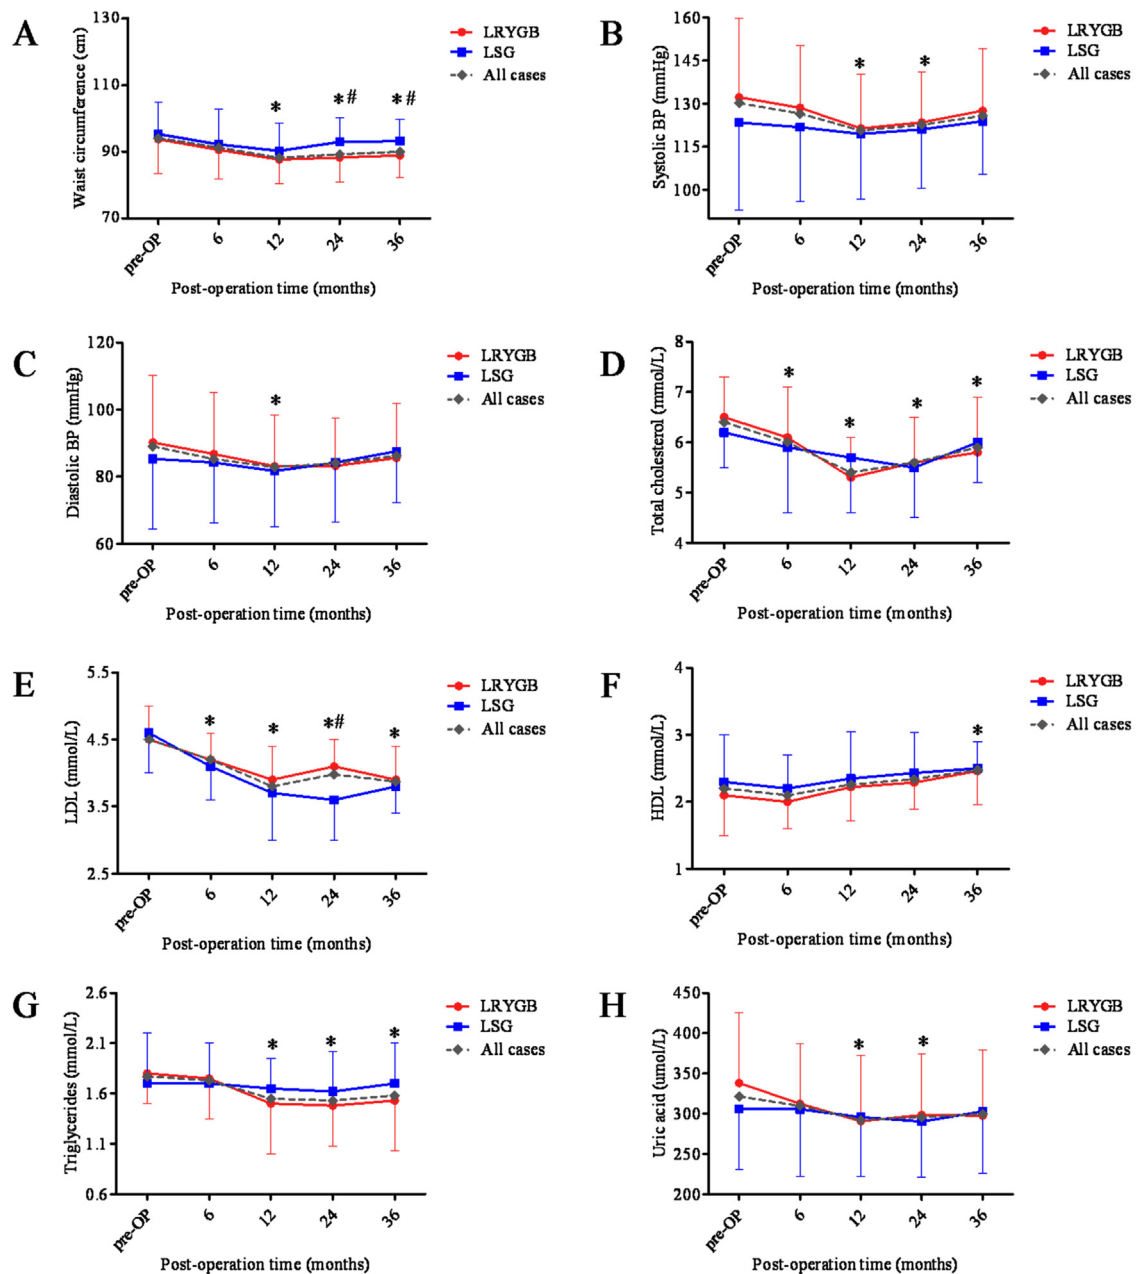 A
Waist circumference (cm)
130
110
90
70
* *# *#
pre-OP 6 12 24 36
Post-operation time (months)
LRYGB
LSG
All cases
B
Systolic BP (mmHg)
160
145
130
115
100
* *
pre-OP 6 12 24 36
Post-operation time (months)
LRYGB
LSG
All cases
C
Diastolic BP (mmHg)
120
100
80
60
*
pre-OP 6 12 24 36
Post-operation time (months)
LRYGB
LSG
All cases
D
Total cholesterol (mmol/L)
8
7
6
5
4
* * * *
pre-OP 6 12 24 36
Post-operation time (months)
LRYGB
LSG
All cases
E
LDL (mmol/L)
5.5
4.5
3.5
2.5
* * *# *
pre-OP 6 12 24 36
Post-operation time (months)
LRYGB
LSG
All cases
F
HDL (mmol/L)
4
3
2
1
*
pre-OP 6 12 24 36
Post-operation time (months)
LRYGB
LSG
All cases
G
Triglycerides (mmol/L)
2.6
2.1
1.6
1.1
0.6
* * *
pre-OP 6 12 24 36
Post-operation time (months)
LRYGB
LSG
All cases
H
Uric acid (umol/L)
450
400
350
300
250
200
* *
pre-OP 6 12 24 36
Post-operation time (months)
LRYGB
LSG
All cases